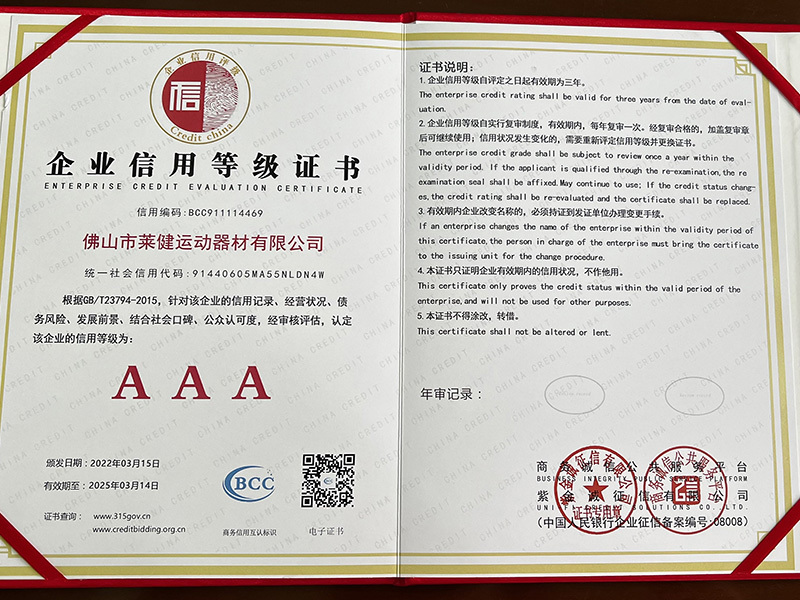 企业信用评级
信
Credit china
企业信用等级证书
ENTERPRISE CREDIT EVALUATION CERTIFICATE
信用编码:BCC911114469
佛山市莱健运动器材有限公司
统一社会信用代码:91440605MA55NLDN4W
根据GB/T23794-2015，针对该企业的信用记录、经营状况、债
务风险、发展前景、结合社会口碑、公众认可度，经审核评估，认定
该企业的信用等级为:
AAA
颁发日期：2022年03月15日
有效期至：2025年03月14日
证书查询： www.315gov.cn
www.creditbidding.org.cn
BCC
商务信用互认标识
电子证书
证书说明：
1. 企业信用等级自评定之日起有效期为三年。
The enterprise credit rating shall be valid for three years from the date of eval-
uation.
2. 企业信用等级自实行复审制度，有效期内，每年复审一次。经复审合格的，加盖复审章
后可继续使用；信用状况发生变化的，需要重新评定信用等级并更换证书。
The enterprise credit grade shall be subject to review once a year within the
validity period. If the applicant is qualified through the re-examination, the re
examination seal shall be affixed. May continue to use; If the credit status chang-
es, the credit rating shall be re-evaluated and the certificate shall be replaced.
3. 有效期内企业改变名称的，必须持证到发证单位办理变更手续。
If an enterprise changes the name of the enterprise within the validity period of
this certificate, the person in charge of the enterprise must bring the certificate
to the issuing unit for the change procedure.
4. 本证书只证明企业有效期内的信用状况，不作他用。
This certificate only proves the credit status within the valid period of the
enterprise, and will not be used for other purposes.
5. 本证书不得涂改，转借。
This certificate shall not be altered or lent.
年审记录：
商务诚信公共服务平台
BUSINESS INTEGRITY PUBLIC SERVICE PLATFORM
紫金诚征信有限公司
SOLUTIONS CO., LTD.
(中国人民银行企业征信备案编号:08008)
证书专用章